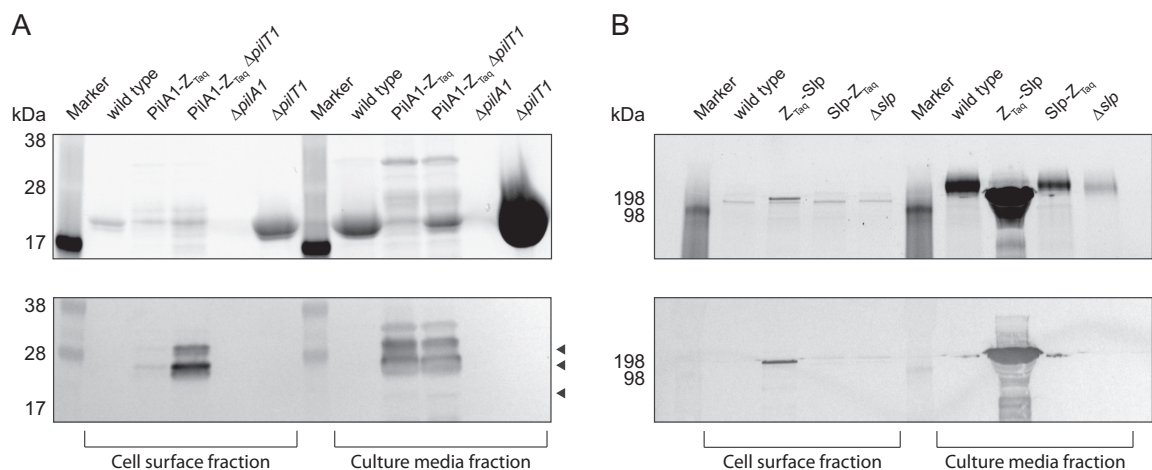 A
kDa
Marker
wild type
PilA1-ZTaq
PilA1-ZTaq ΔpilT1
ΔpilA1
ΔpilT1
Marker
wild type
PilA1-ZTaq
PilA1-ZTaq ΔpilT1
ΔpilA1
ΔpilT1
38
28
17
38
28
17
Cell surface fraction
Culture media fraction
B
kDa
Marker
wild type
ZTaq-Slp
Slp-ZTaq
Δslp
Marker
wild type
ZTaq-Slp
Slp-ZTaq
Δslp
198
98
198
98
Cell surface fraction
Culture media fraction